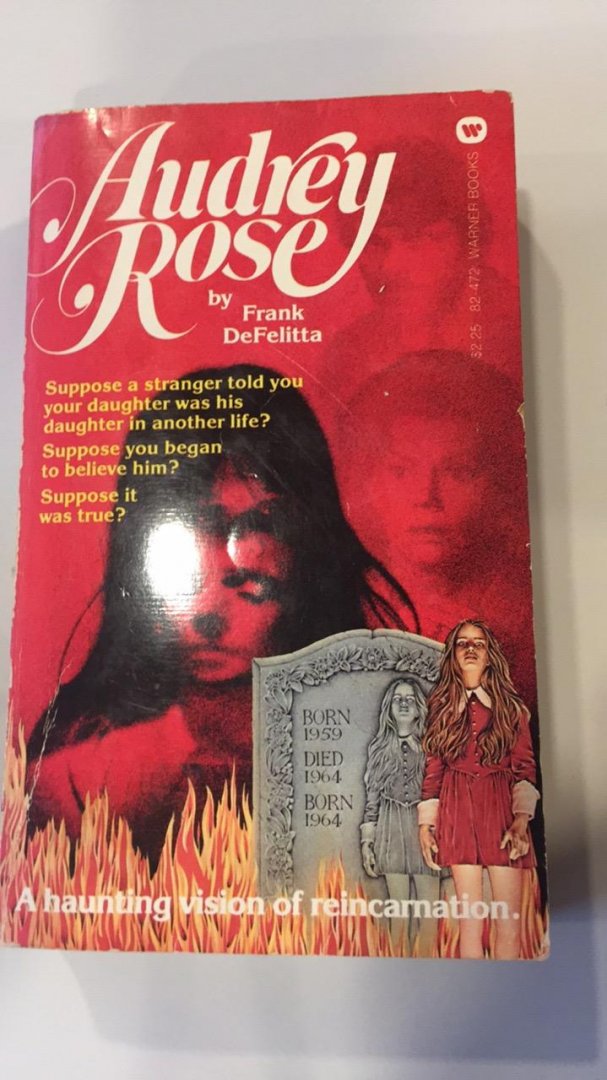 Audrey
Rose
by
Frank
DeFelitta
$2.25 82-472 WARNER BOOKS
Suppose a stranger told you
your daughter was his
daughter in another life?
Suppose you began
to believe him?
Suppose it
was true?
BORN
1959
DIED
1964
BORN
1964
A haunting vision of reincarnation.